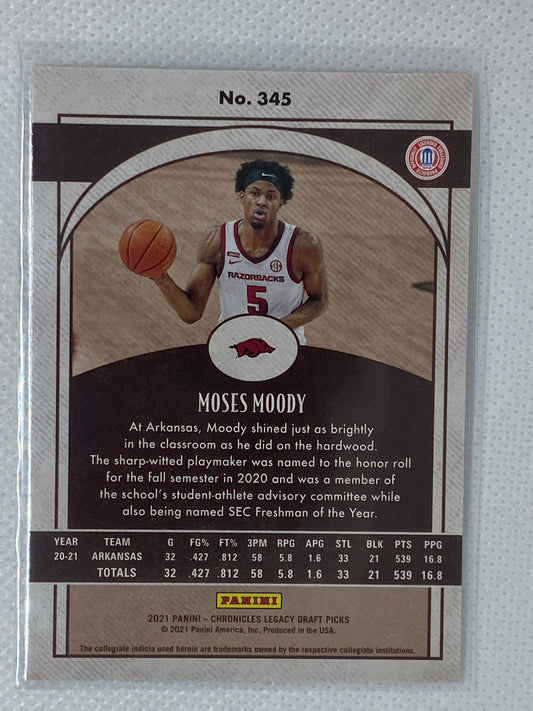 No. 345
OFFICIALLY LICENSED COLLEGIATE PRODUCTS
RAZORBACKS
SEC
5
MOSES MOODY
At Arkansas, Moody shined just as brightly
in the classroom as he did on the hardwood.
The sharp-witted playmaker was named to the honor roll
for the fall semester in 2020 and was a member of
the school's student-athlete advisory committee while
also being named SEC Freshman of the Year.
YEAR TEAM G FG% FT% 3PM RPG APG STL BLK PTS PPG
20-21 ARKANSAS 32 .427 .812 58 5.8 1.6 33 21 539 16.8
TOTALS 32 .427 .812 58 5.8 1.6 33 21 539 16.8
PANINI
2021 PANINI – CHRONICLES LEGACY DRAFT PICKS
© 2021 Panini America, Inc. Produced in the USA.
The collegiate indicia used herein are trademarks owned by the respective collegiate institutions.